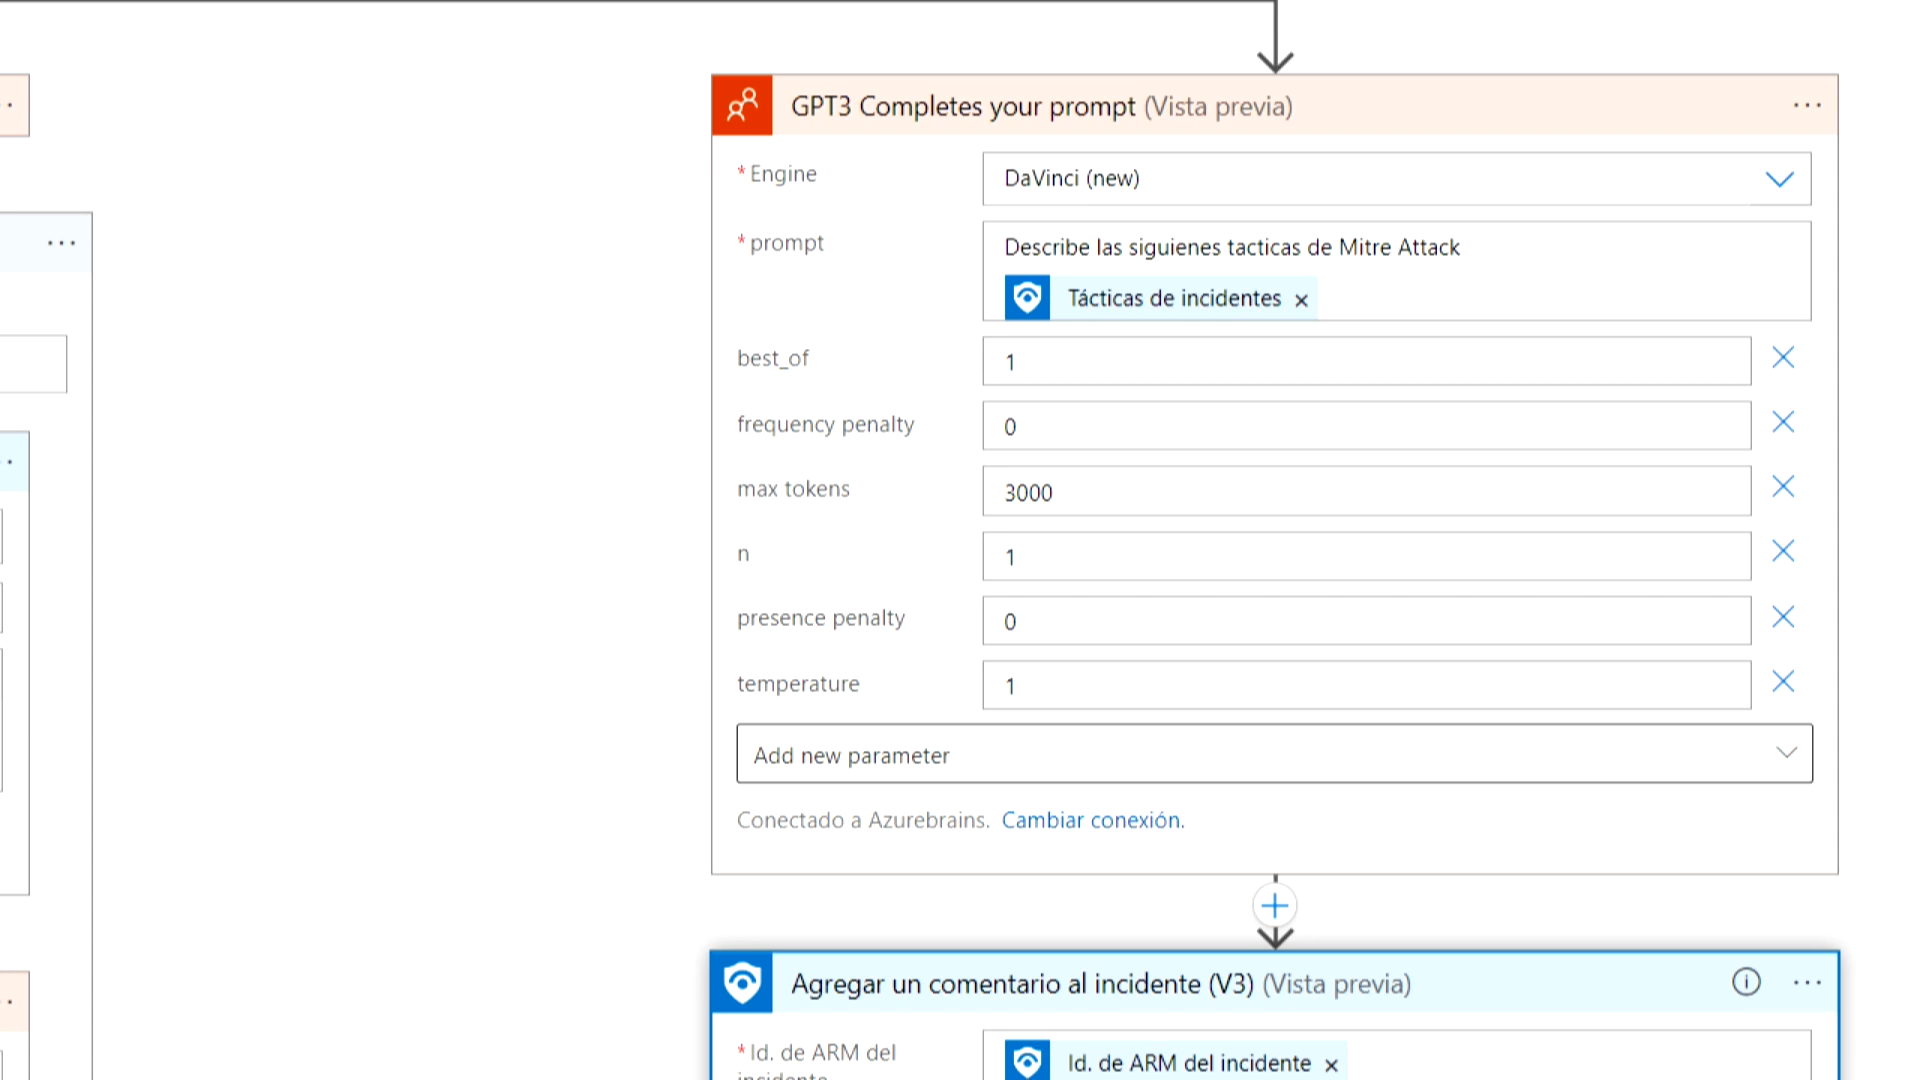 GPT3 Completes your prompt (Vista previa)
* Engine
DaVinci (new)
* prompt
Describe las siguienes tacticas de Mitre Attack
Tácticas de incidentes ×
best_of
1
frequency penalty
0
max tokens
3000
n
1
presence penalty
0
temperature
1
Add new parameter
Conectado a Azurebrains. Cambiar conexión.
Agregar un comentario al incidente (V3) (Vista previa)
* Id. de ARM del
incidente
Id. de ARM del incidente ×